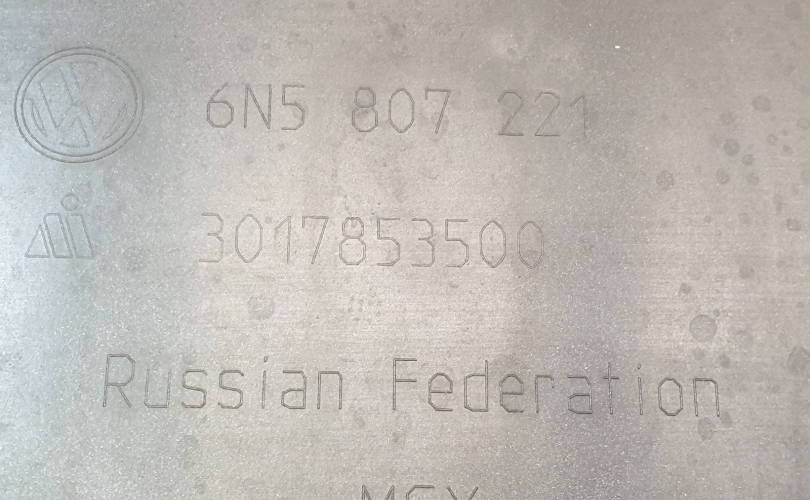 6N5 807 221
3017853500
Russian Federation